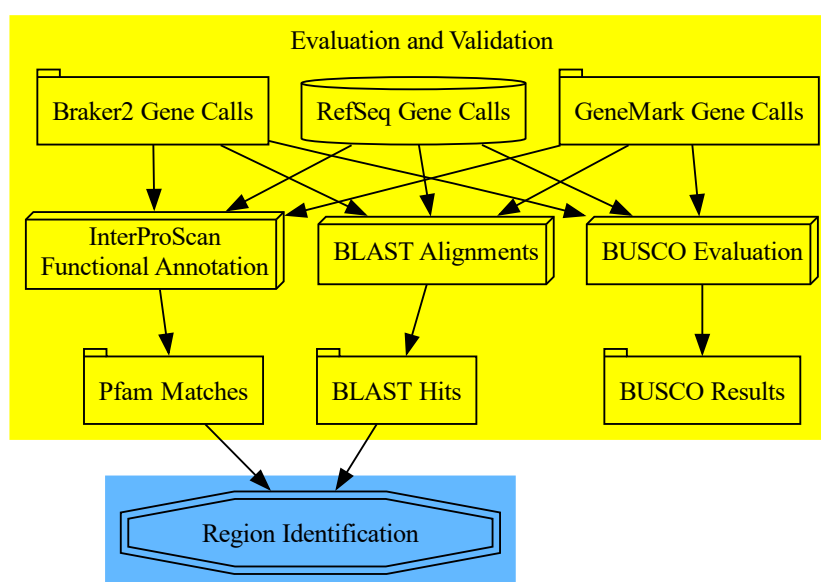 Evaluation and Validation
Braker2 Gene Calls
RefSeq Gene Calls
GeneMark Gene Calls
InterProScan
Functional Annotation
BLAST Alignments
BUSCO Evaluation
Pfam Matches
BLAST Hits
BUSCO Results
Region Identification